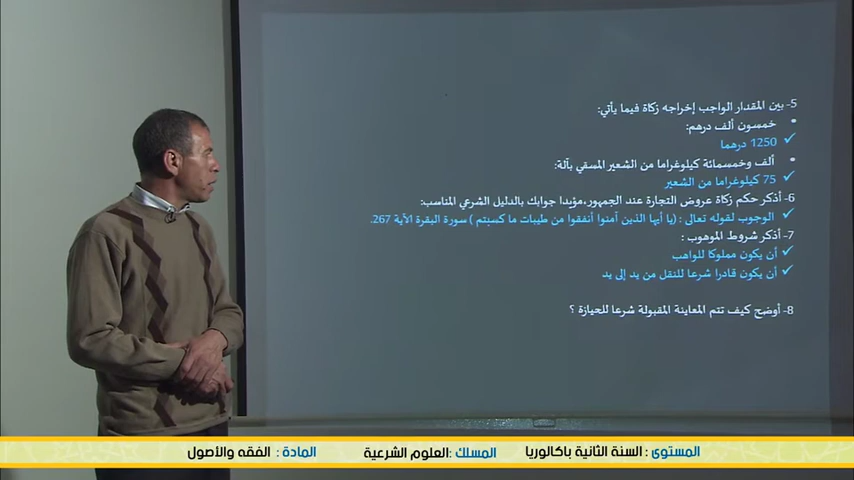 5- بين المقدار الواجب إخراجه زكاة فيما يأتي:
• خمسون ألف درهم:
✓ 1250 درهما
• ألف وخمسمائة كيلوغراما من الشعير المسقي بآلة:
✓ 75 كيلوغراما من الشعير
6- أذكر حكم زكاة عروض التجارة عند الجمهور،مؤيدا جوابك بالدليل الشرعي المناسب:
✓ الوجوب لقوله تعالى : (يا أيها الذين آمنوا أنفقوا من طيبات ما كسبتم ) سورة البقرة الآية 267.
7- أذكر شروط الموهوب :
✓ أن يكون مملوكا للواهب
✓ أن يكون قادرا شرعا للنقل من يد إلى يد
8- أوضح كيف تتم المعاينة المقبولة شرعا للحيازة ؟
المستوى : السنة الثانية باكالوريا المسلك :العلوم الشرعية المادة : الفقه والأصول